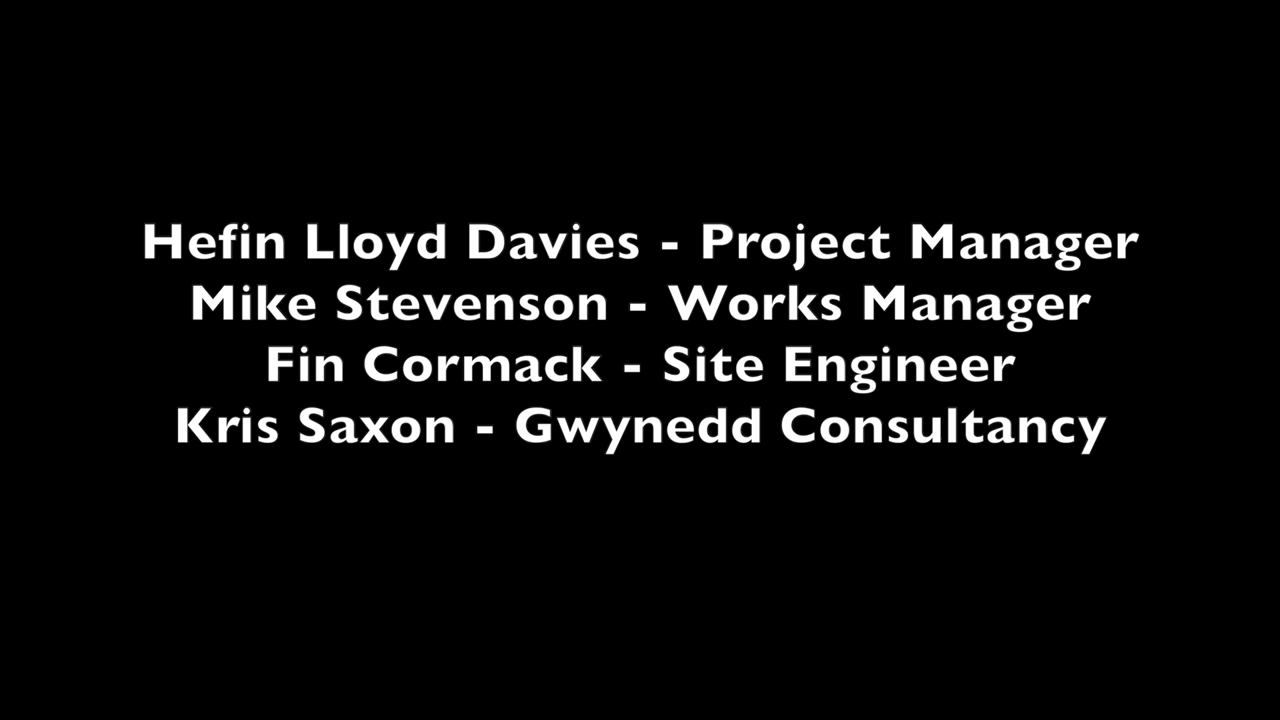 Hefin Lloyd Davies - Project Manager
Mike Stevenson - Works Manager
Fin Cormack - Site Engineer
Kris Saxon - Gwynedd Consultancy